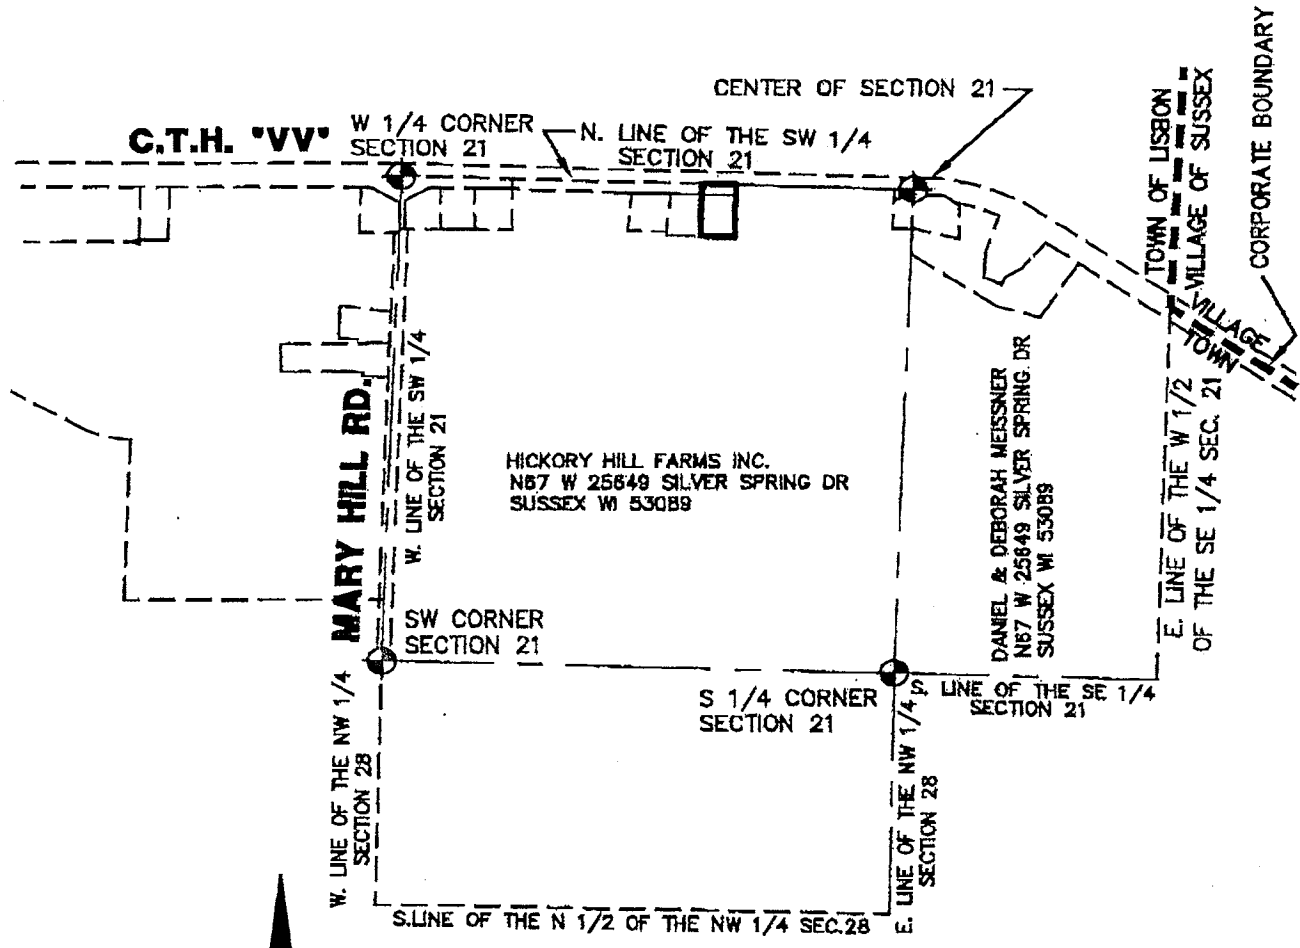 CENTER OF SECTION 21
C.T.H. "VV"
W 1/4 CORNER
SECTION 21
N. LINE OF THE SW 1/4
SECTION 21
TOWN OF LISBON
VILLAGE OF SUSSEX
CORPORATE BOUNDARY
VILLAGE
TOWN
MARY HILL RD.
W. LINE OF THE SW 1/4
SECTION 21
HICKORY HILL FARMS INC.
N67 W 25649 SILVER SPRING DR
SUSSEX WI 53089
DANIEL & DEBORAH MEISSNER
N67 W 25649 SILVER SPRING DR
SUSSEX WI 53089
E. LINE OF THE W 1/2
OF THE SE 1/4 SEC. 21
SW CORNER
SECTION 21
S 1/4 CORNER
SECTION 21
S. LINE OF THE SE 1/4
SECTION 21
W. LINE OF THE NW 1/4
SECTION 28
E. LINE OF THE NW 1/4
SECTION 28
S.LINE OF THE N 1/2 OF THE NW 1/4 SEC.28